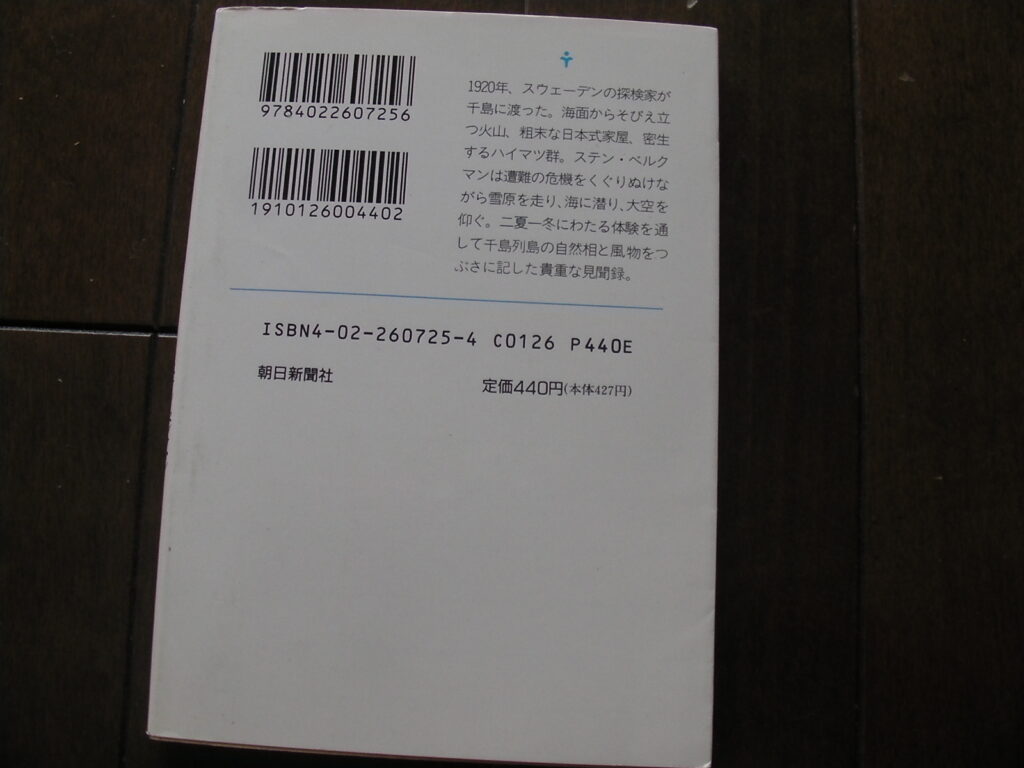 9784022607256
1910126004402
1920年、スウェーデンの探検家が
千島に渡った。海面からそびえ立
つ火山、粗末な日本式家屋、密生
するハイマツ群。ステン・ベルク
マンは遭難の危機をくぐりぬけな
がら雪原を走り、海に潜り、大空を
仰ぐ。二夏一冬にわたる体験を通
して千島列島の自然相と風物をつ
ぶさに記した貴重な見聞録。
ISBN4-02-260725-4 C0126 P440E
朝日新聞社
定価440円(本体427円)